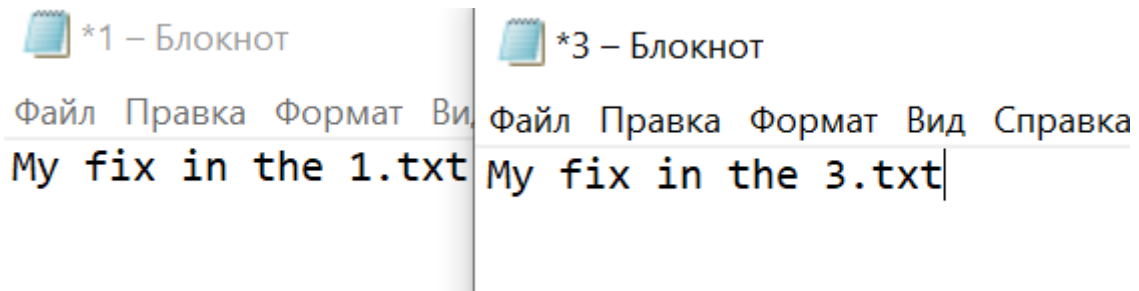 *1 – Блокнот
Файл Правка Формат Ви
My fix in the 1.txt
*3 – Блокнот
Файл Правка Формат Вид Справка
My fix in the 3.txt